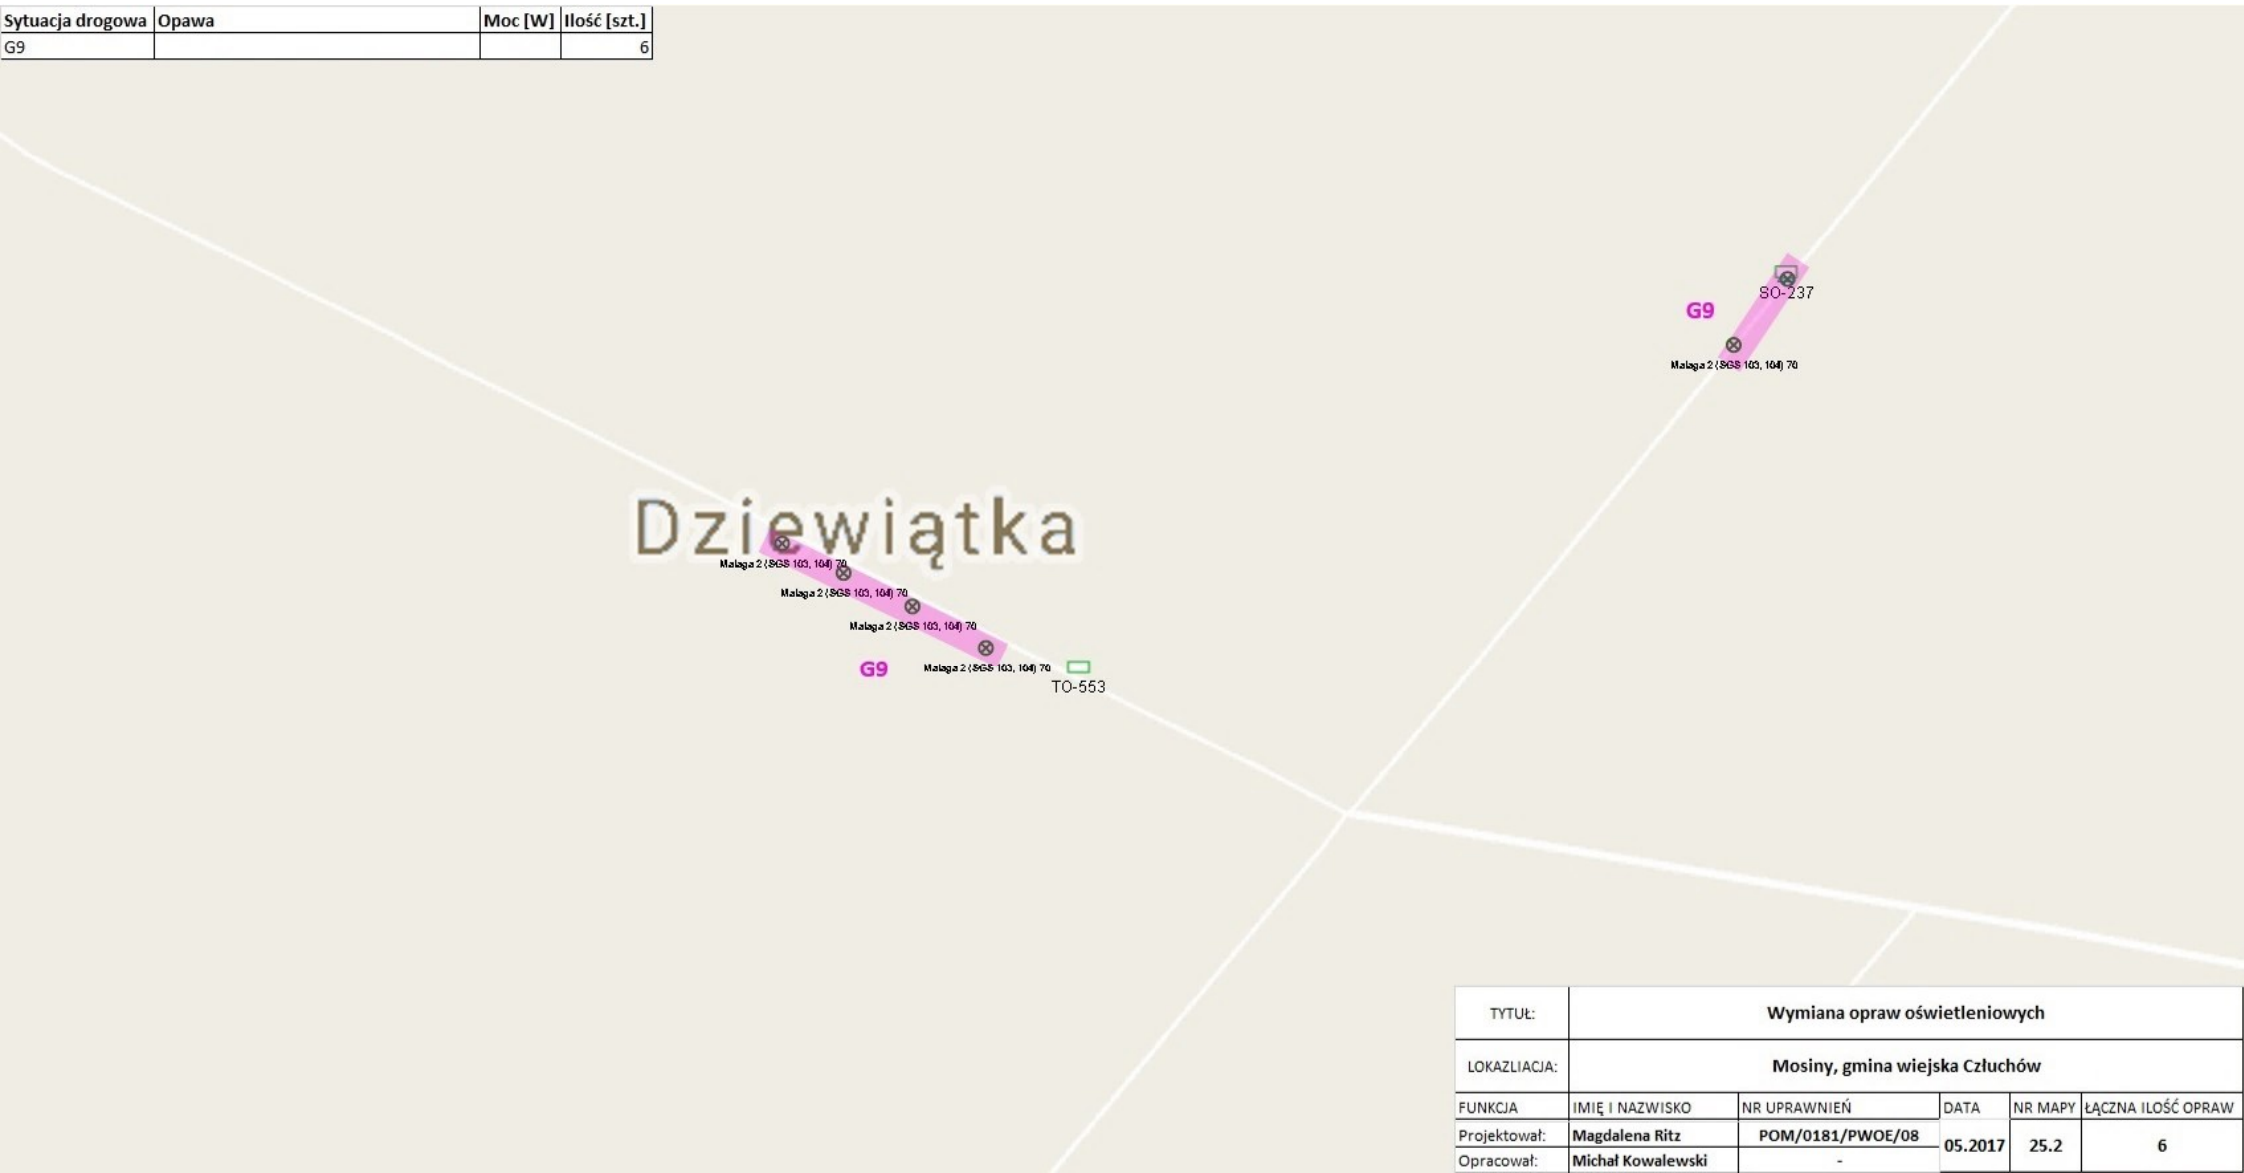 Sytuacja drogowa Opawa Moc [W] Ilość [szt.]
G9 6
SO-237
G9
Malaga 2 (SGS 103, 104) 70
Dziewiątka
Malaga 2 (SGS 103, 104) 70
Malaga 2 (SGS 103, 104) 70
Malaga 2 (SGS 103, 104) 70
G9 Malaga 2 (SGS 103, 104) 70
TO-553
TYTUŁ: Wymiana opraw oświetleniowych
LOKAZLIACJA: Mosiny, gmina wiejska Człuchów
FUNKCJA IMIĘ I NAZWISKO NR UPRAWNIEŃ DATA NR MAPY ŁĄCZNA ILOŚĆ OPRAW
Projektował: Magdalena Ritz POM/0181/PWOE/08 05.2017 25.2 6
Opracował: Michał Kowalewski -